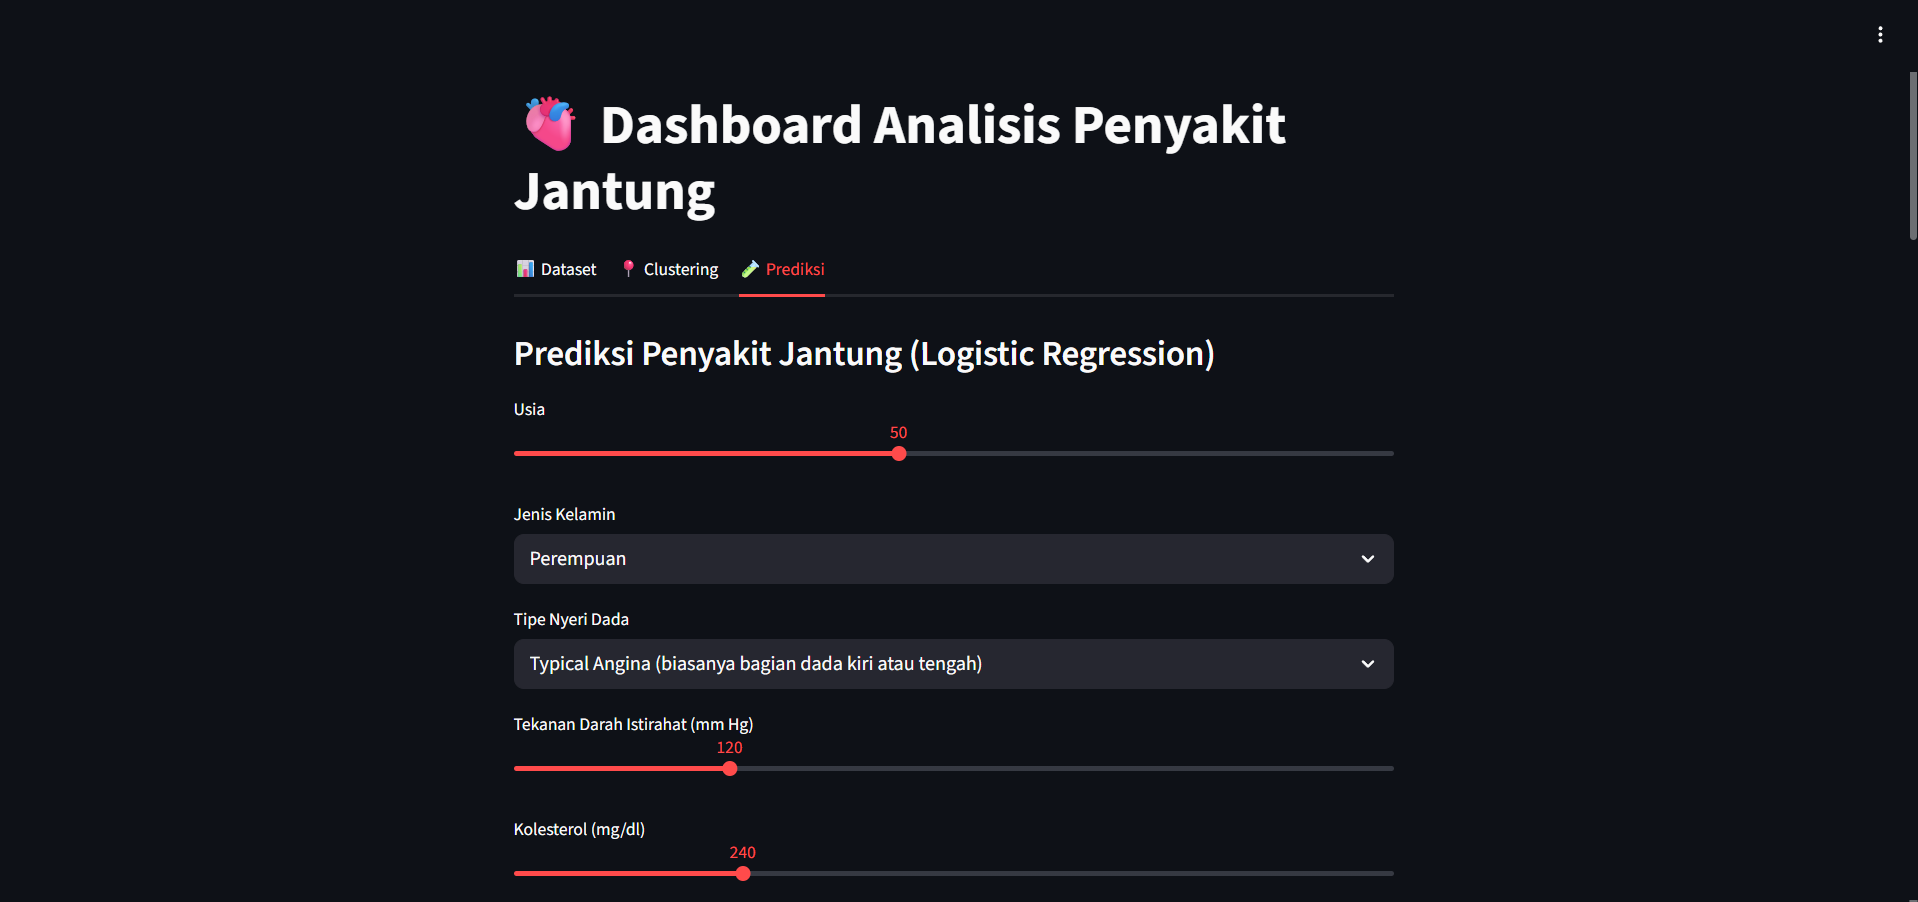 Dashboard Analisis Penyakit
Jantung
Dataset
Clustering
Prediksi
Prediksi Penyakit Jantung (Logistic Regression)
Usia
50
Jenis Kelamin
Perempuan
Tipe Nyeri Dada
Typical Angina (biasanya bagian dada kiri atau tengah)
Tekanan Darah Istirahat (mm Hg)
120
Kolesterol (mg/dl)
240